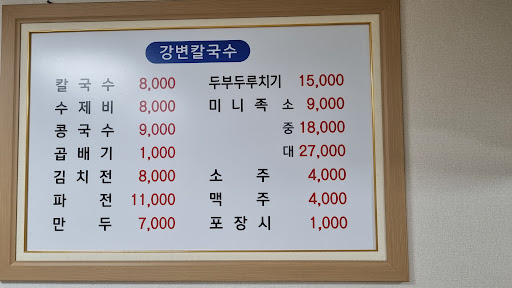 강변칼국수
칼국수 8,000
수제비 8,000
콩국수 9,000
곱배기 1,000
김치전 8,000
파전 11,000
만두 7,000
두부두루치기 15,000
미니족 소 9,000
중 18,000
대 27,000
소주 4,000
맥주 4,000
포장시 1,000